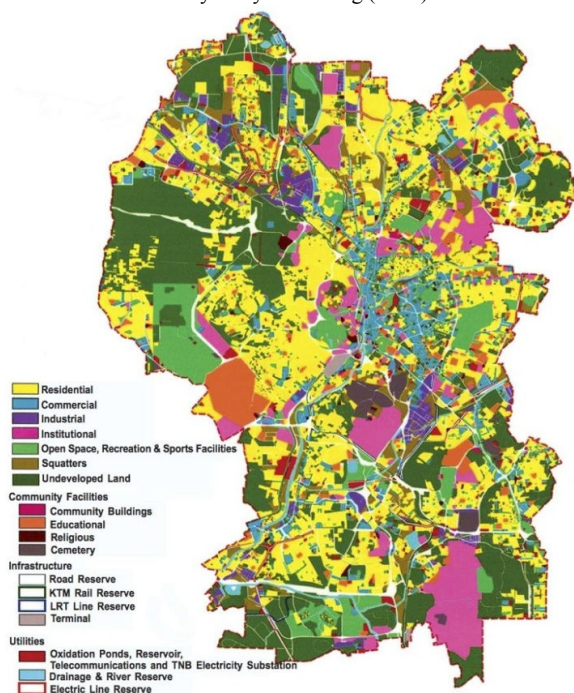 Residential
Commercial
Industrial
Institutional
Open Space, Recreation & Sports Facilities
Squatters
Undeveloped Land
Community Facilities
Community Buildings
Educational
Religious
Cemetery
Infrastructure
Road Reserve
KTM Rail Reserve
LRT Line Reserve
Terminal
Utilities
Oxidation Ponds, Reservoir,
Telecommunications and TNB Electricity Substation
Drainage & River Reserve
Electric Line Reserve